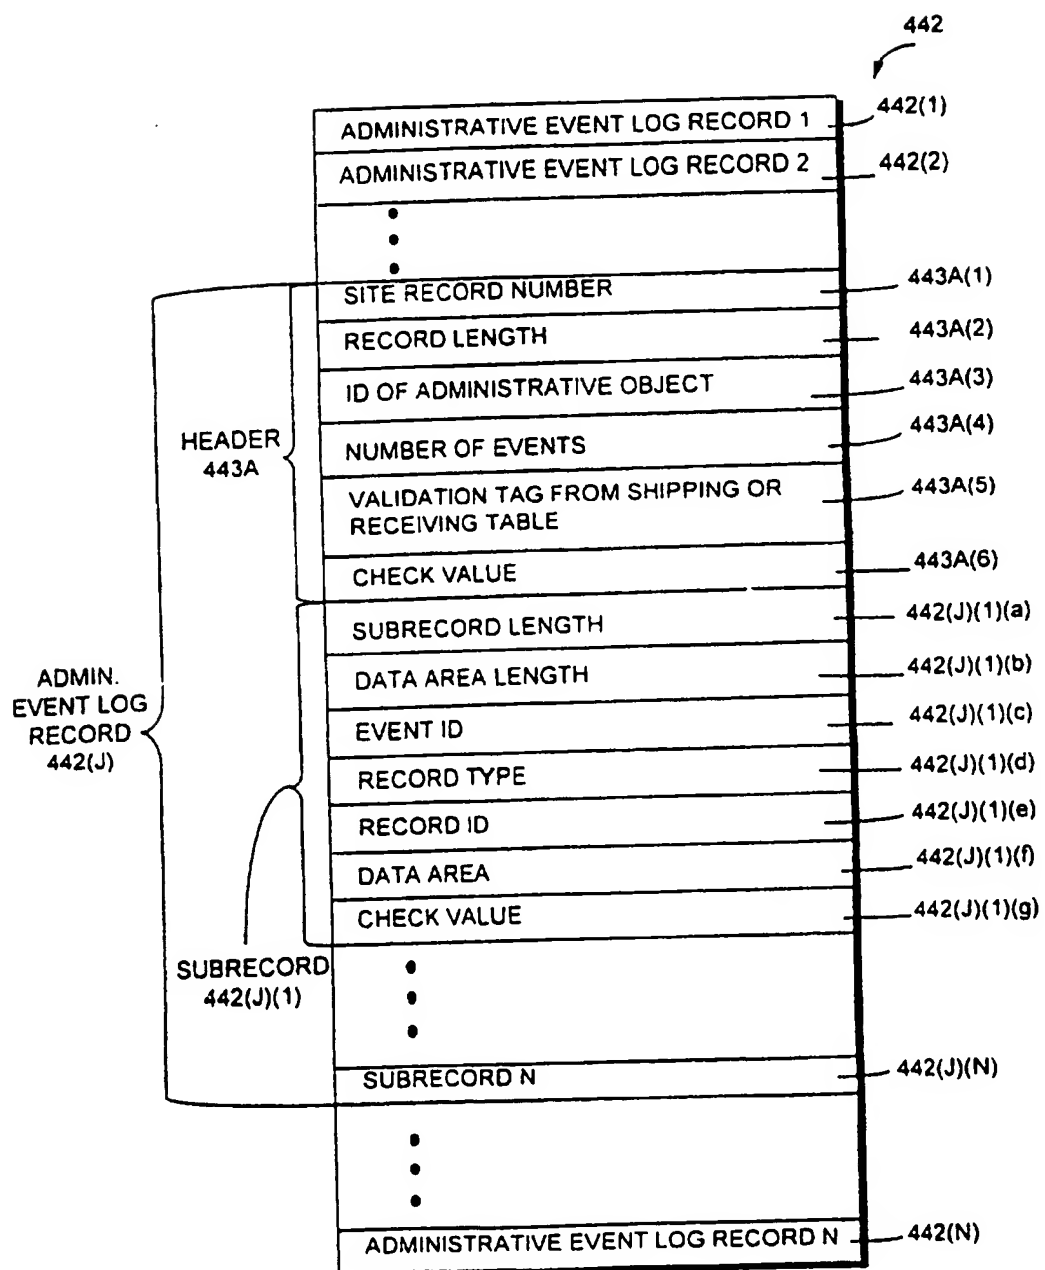 442
ADMINISTRATIVE EVENT LOG RECORD 1
442(1)
ADMINISTRATIVE EVENT LOG RECORD 2
442(2)
SITE RECORD NUMBER
443A(1)
RECORD LENGTH
443A(2)
ID OF ADMINISTRATIVE OBJECT
443A(3)
HEADER
443A
NUMBER OF EVENTS
443A(4)
VALIDATION TAG FROM SHIPPING OR
RECEIVING TABLE
443A(5)
CHECK VALUE
443A(6)
SUBRECORD LENGTH
442(J)(1)(a)
ADMIN.
EVENT LOG
RECORD
442(J)
DATA AREA LENGTH
442(J)(1)(b)
EVENT ID
442(J)(1)(c)
RECORD TYPE
442(J)(1)(d)
RECORD ID
442(J)(1)(e)
DATA AREA
442(J)(1)(f)
CHECK VALUE
442(J)(1)(g)
SUBRECORD
442(J)(1)
SUBRECORD N
442(J)(N)
ADMINISTRATIVE EVENT LOG RECORD N
442(N)